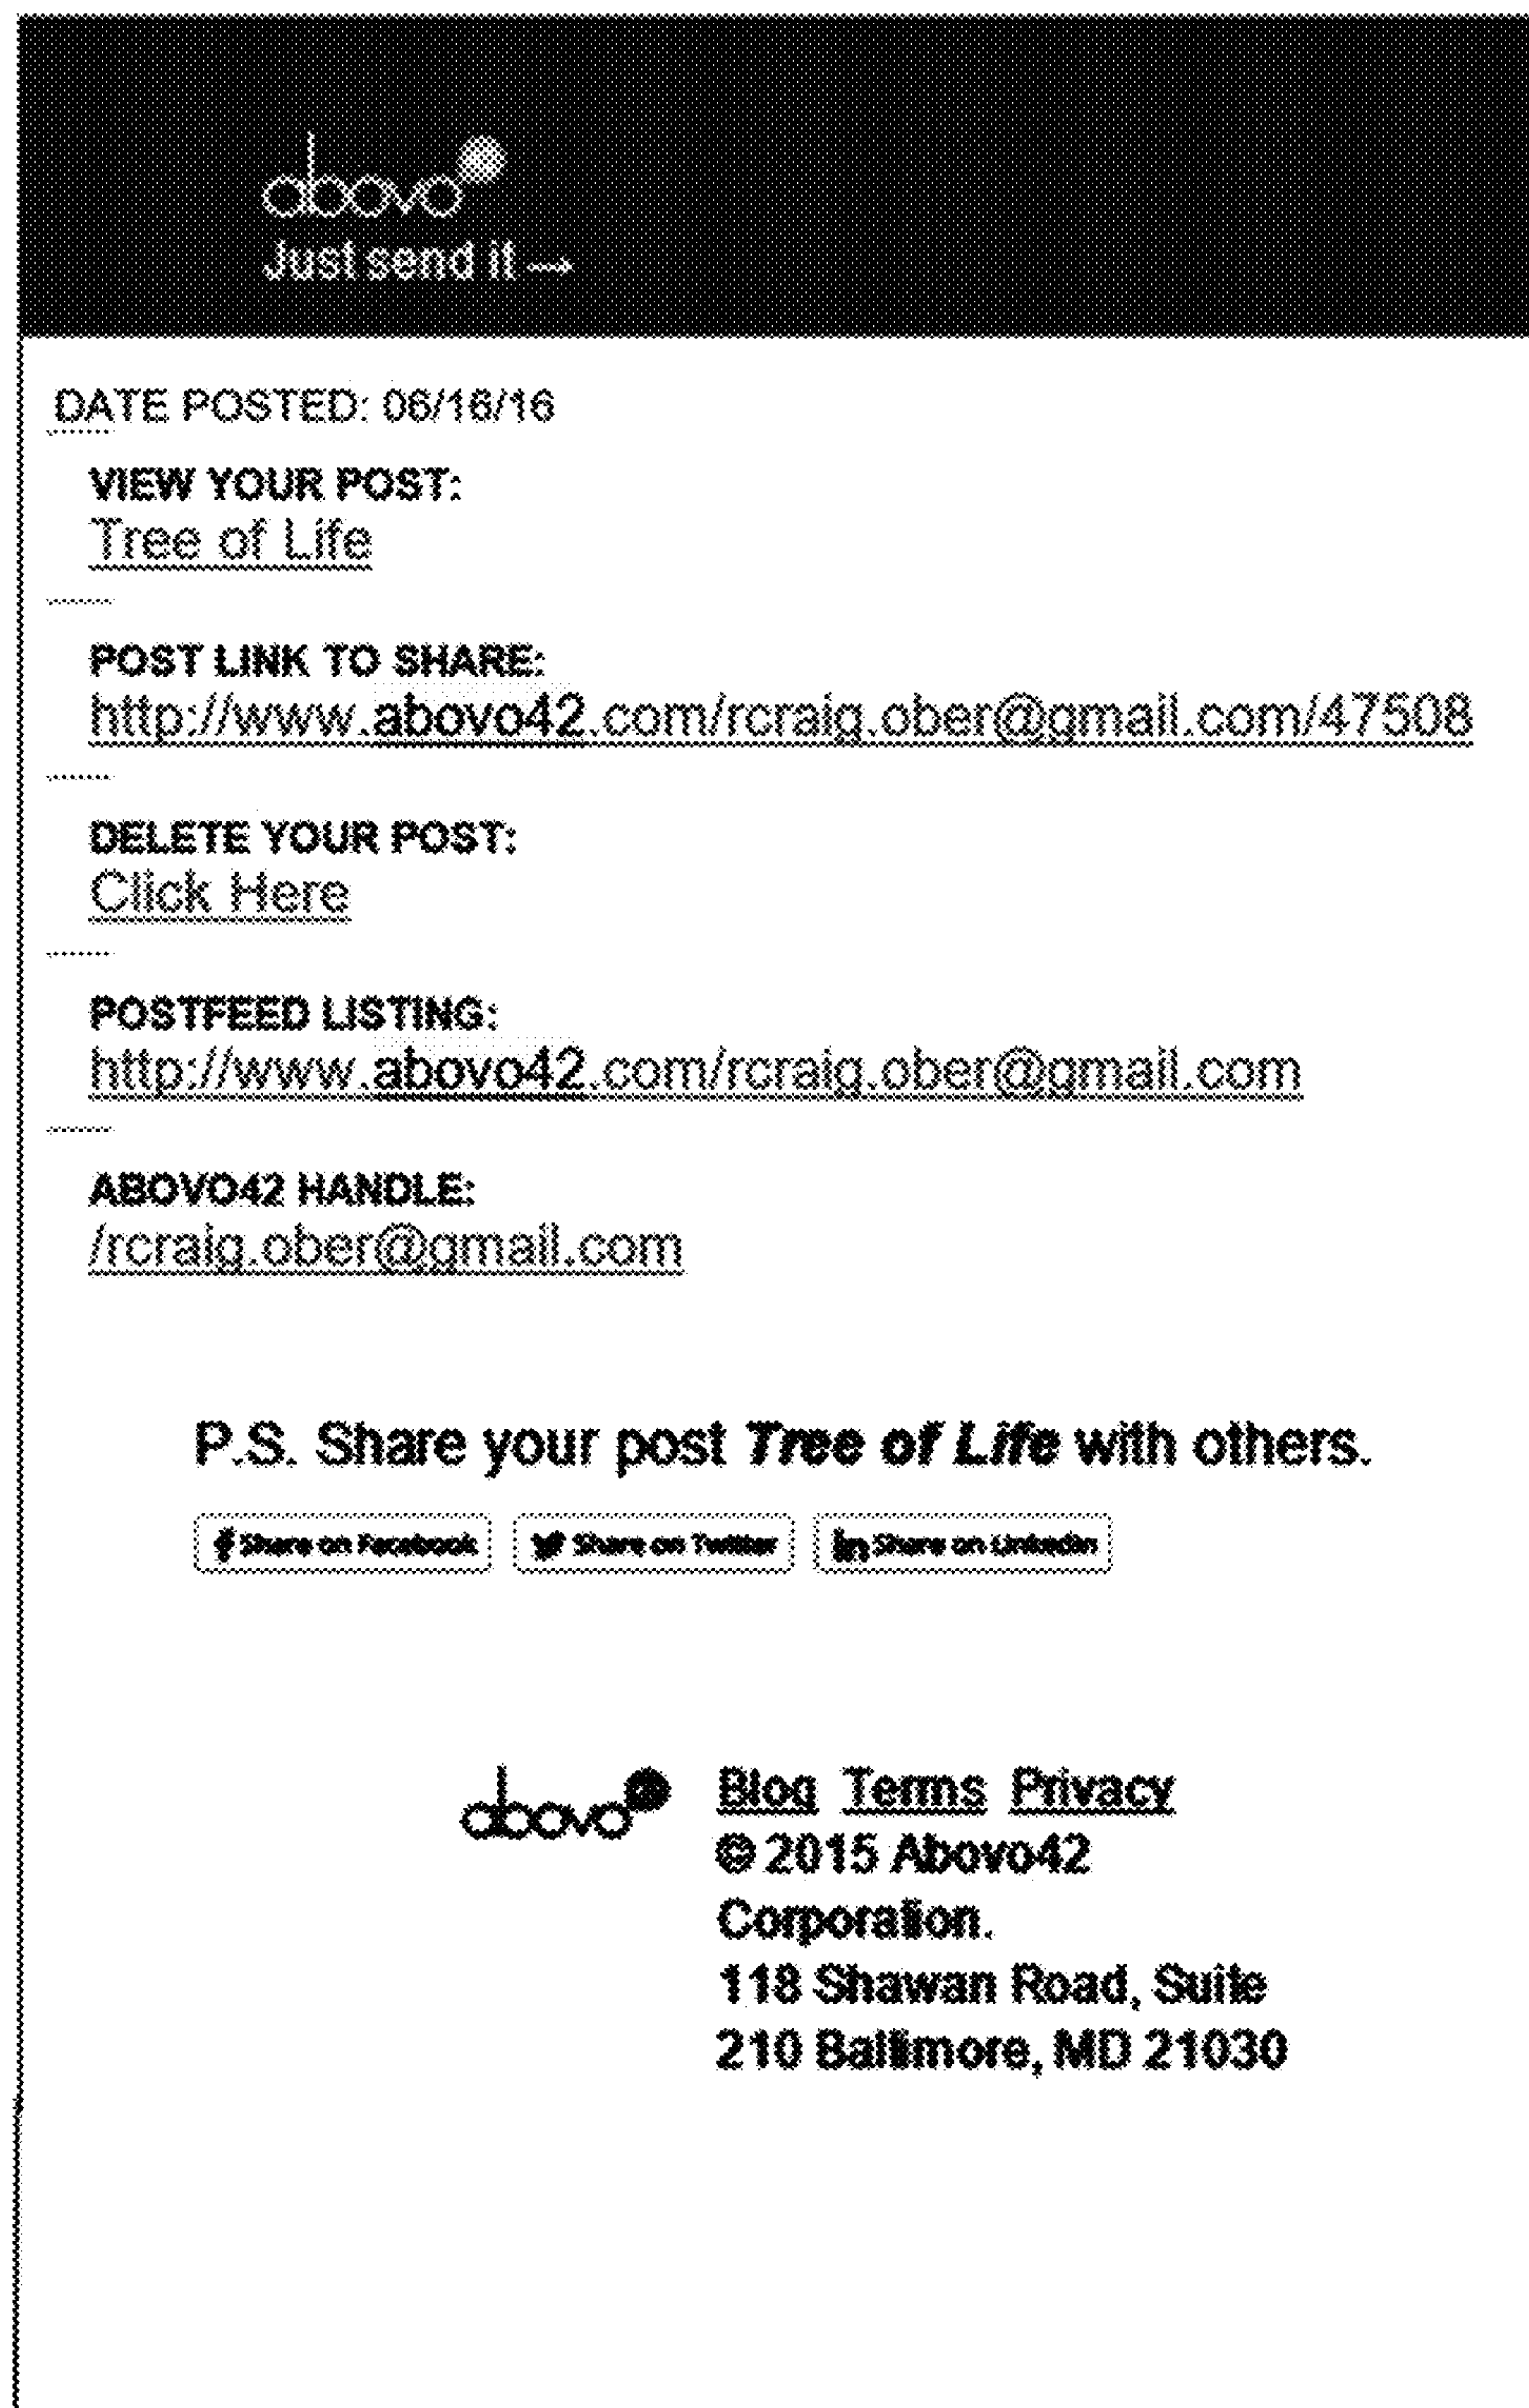 abovo
Just send it →
DATE POSTED: 06/16/16
VIEW YOUR POST:
Tree of Life
POST LINK TO SHARE:
http://www.abovo42.com/rcraig.ober@gmail.com/47508
DELETE YOUR POST:
Click Here
POSTFEED LISTING:
http://www.abovo42.com/rcraig.ober@gmail.com
ABOVO42 HANDLE:
/rcraig.ober@gmail.com
P.S. Share your post Tree of Life with others.
Share on Facebook Share on Twitter in Share on LinkedIn
abovo
Blog Terms Privacy
© 2015 Abovo42
Corporation.
118 Shawan Road, Suite
210 Baltimore, MD 21030